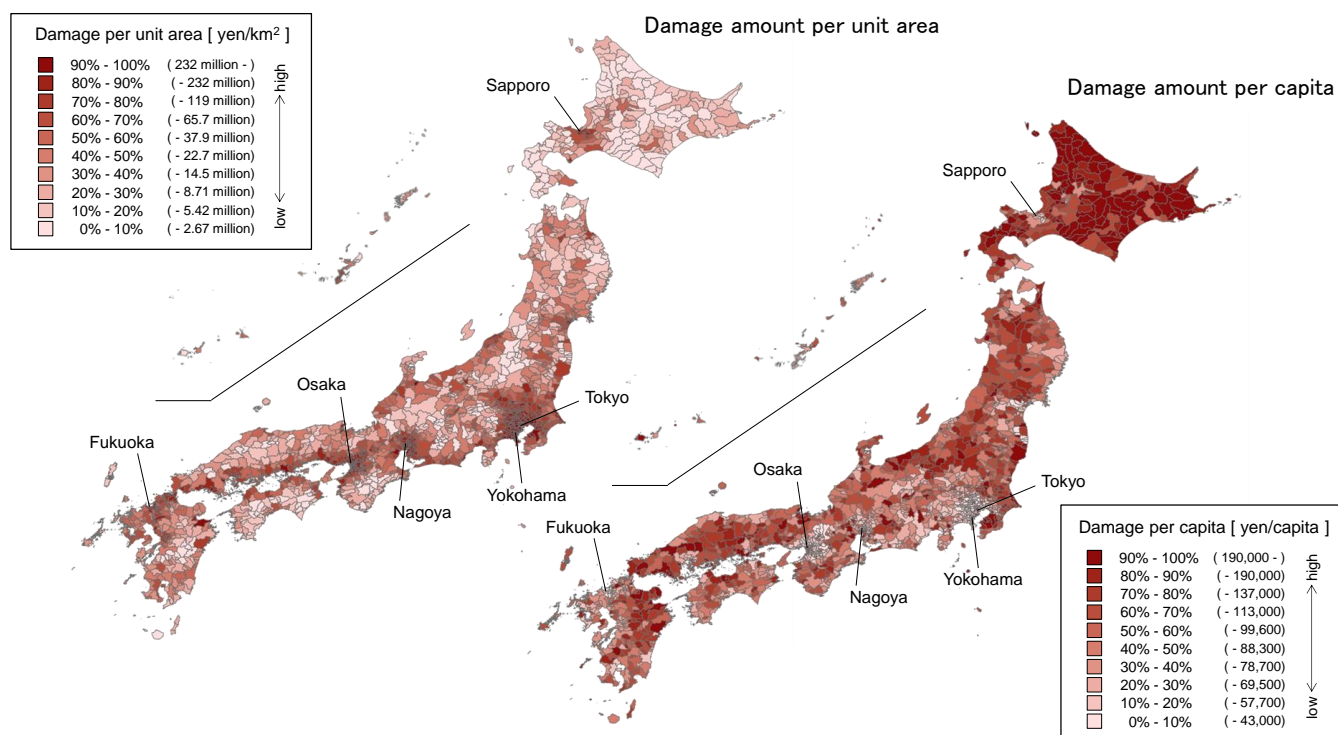 Damage per unit area [ yen/km² ]
90% - 100% ( 232 million - )
80% - 90% ( - 232 million)
70% - 80% ( - 119 million)
60% - 70% ( - 65.7 million)
50% - 60% ( - 37.9 million)
40% - 50% ( - 22.7 million)
30% - 40% ( - 14.5 million)
20% - 30% ( - 8.71 million)
10% - 20% ( - 5.42 million)
0% - 10% ( - 2.67 million)
high
low
Damage amount per unit area
Sapporo
Osaka
Tokyo
Fukuoka
Yokohama
Nagoya
Damage amount per capita
Sapporo
Osaka
Tokyo
Fukuoka
Yokohama
Nagoya
Damage per capita [ yen/capita ]
90% - 100% ( 190,000 - )
80% - 90% ( - 190,000)
70% - 80% ( - 137,000)
60% - 70% ( - 113,000)
50% - 60% ( - 99,600)
40% - 50% ( - 88,300)
30% - 40% ( - 78,700)
20% - 30% ( - 69,500)
10% - 20% ( - 57,700)
0% - 10% ( - 43,000)
high
low